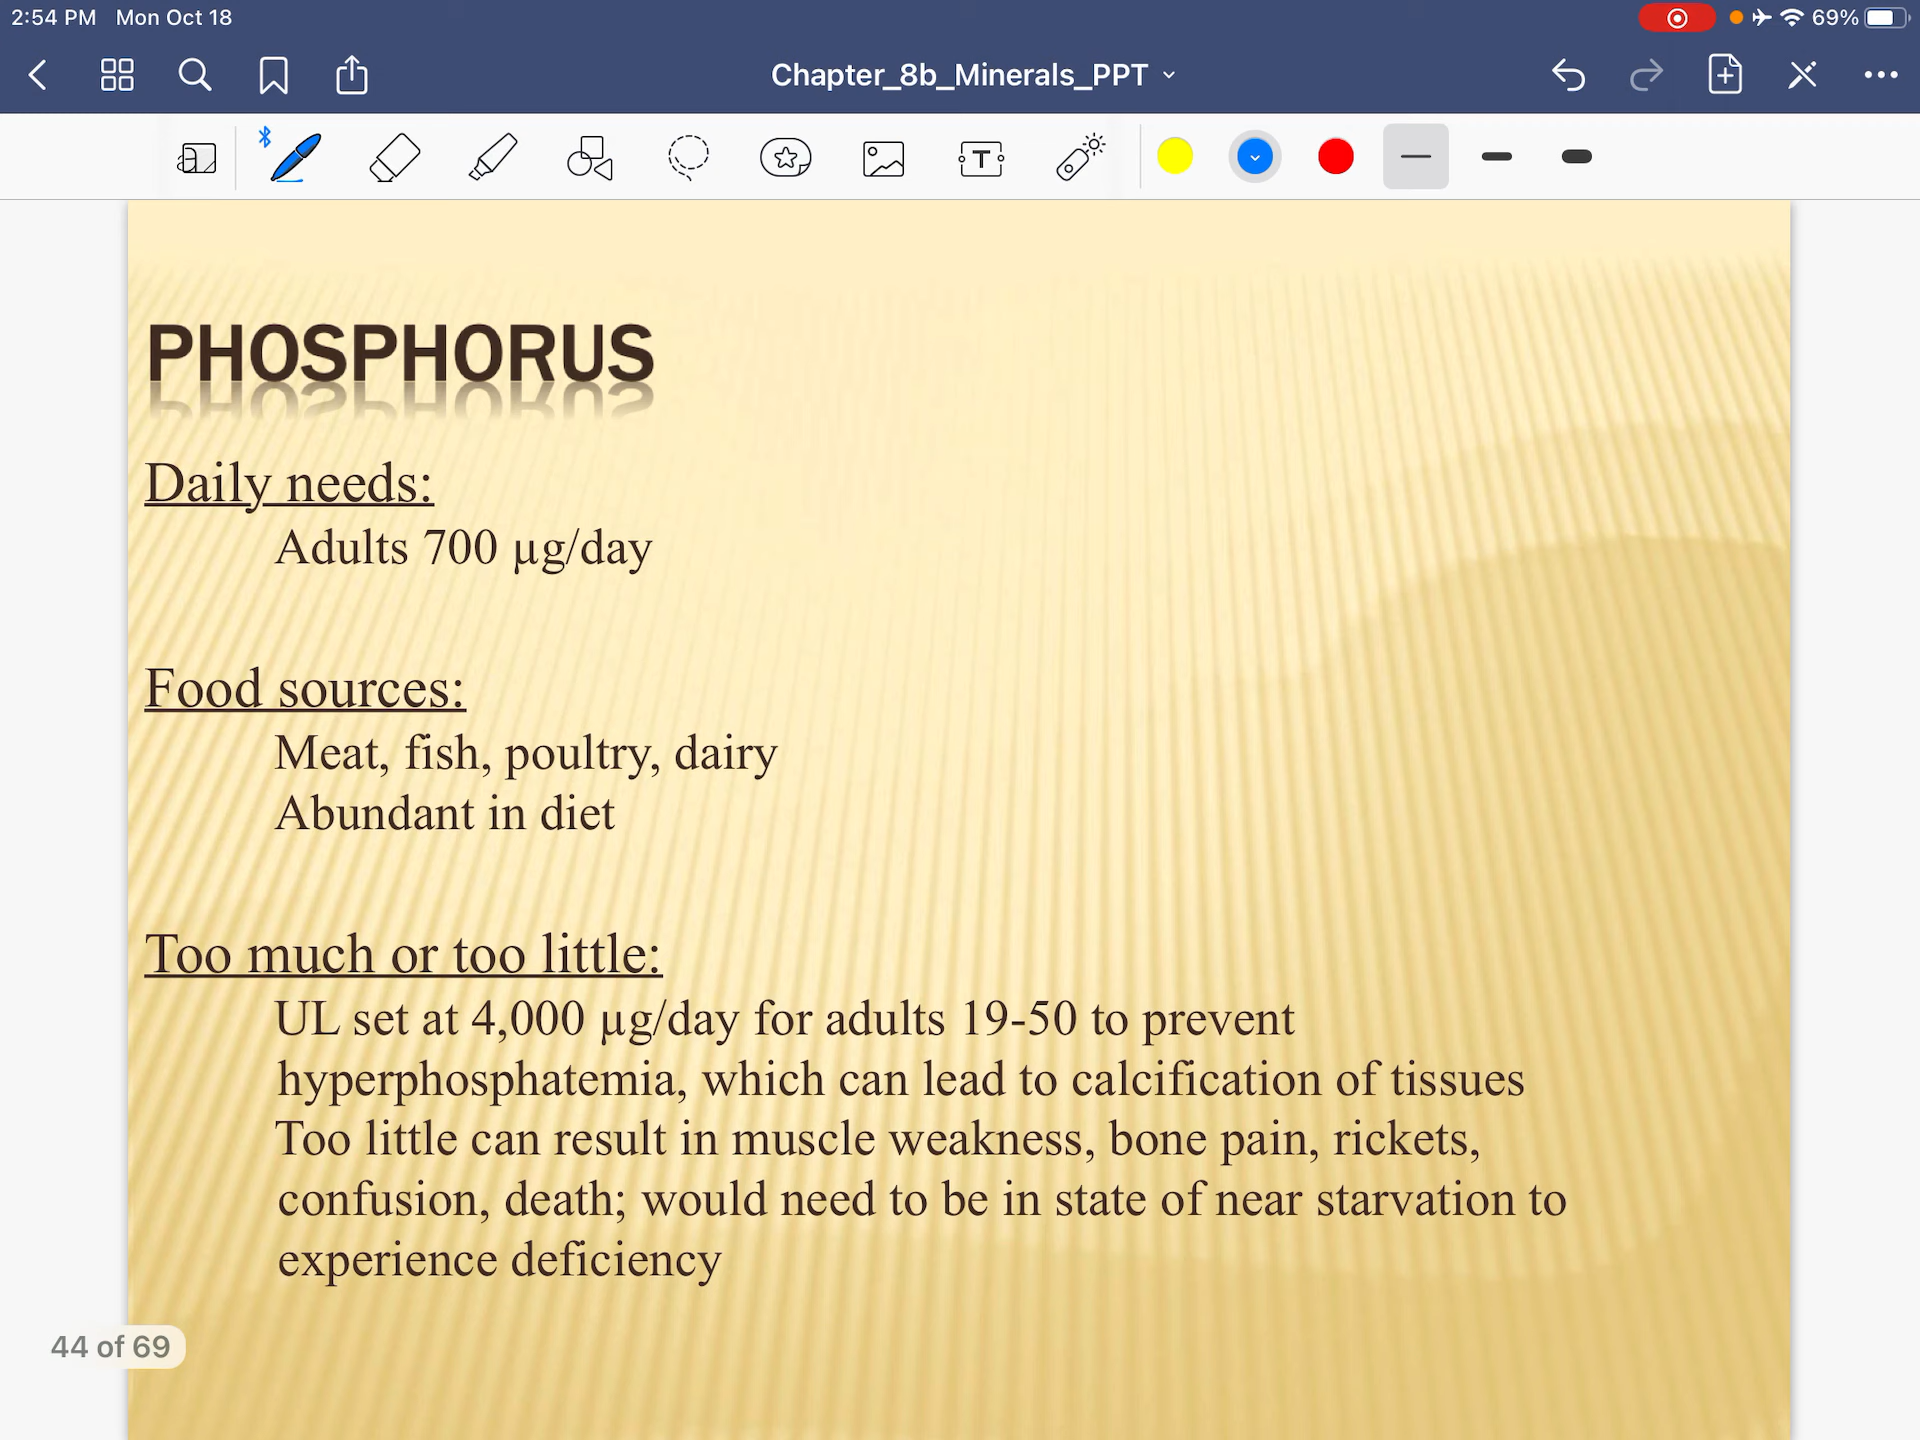 2:54 PM Mon Oct 18
69%
Chapter_8b_Minerals_PPT
PHOSPHORUS
Daily needs:
Adults 700 µg/day
Food sources:
Meat, fish, poultry, dairy
Abundant in diet
Too much or too little:
UL set at 4,000 µg/day for adults 19-50 to prevent
hyperphosphatemia, which can lead to calcification of tissues
Too little can result in muscle weakness, bone pain, rickets,
confusion, death; would need to be in state of near starvation to
experience deficiency
44 of 69